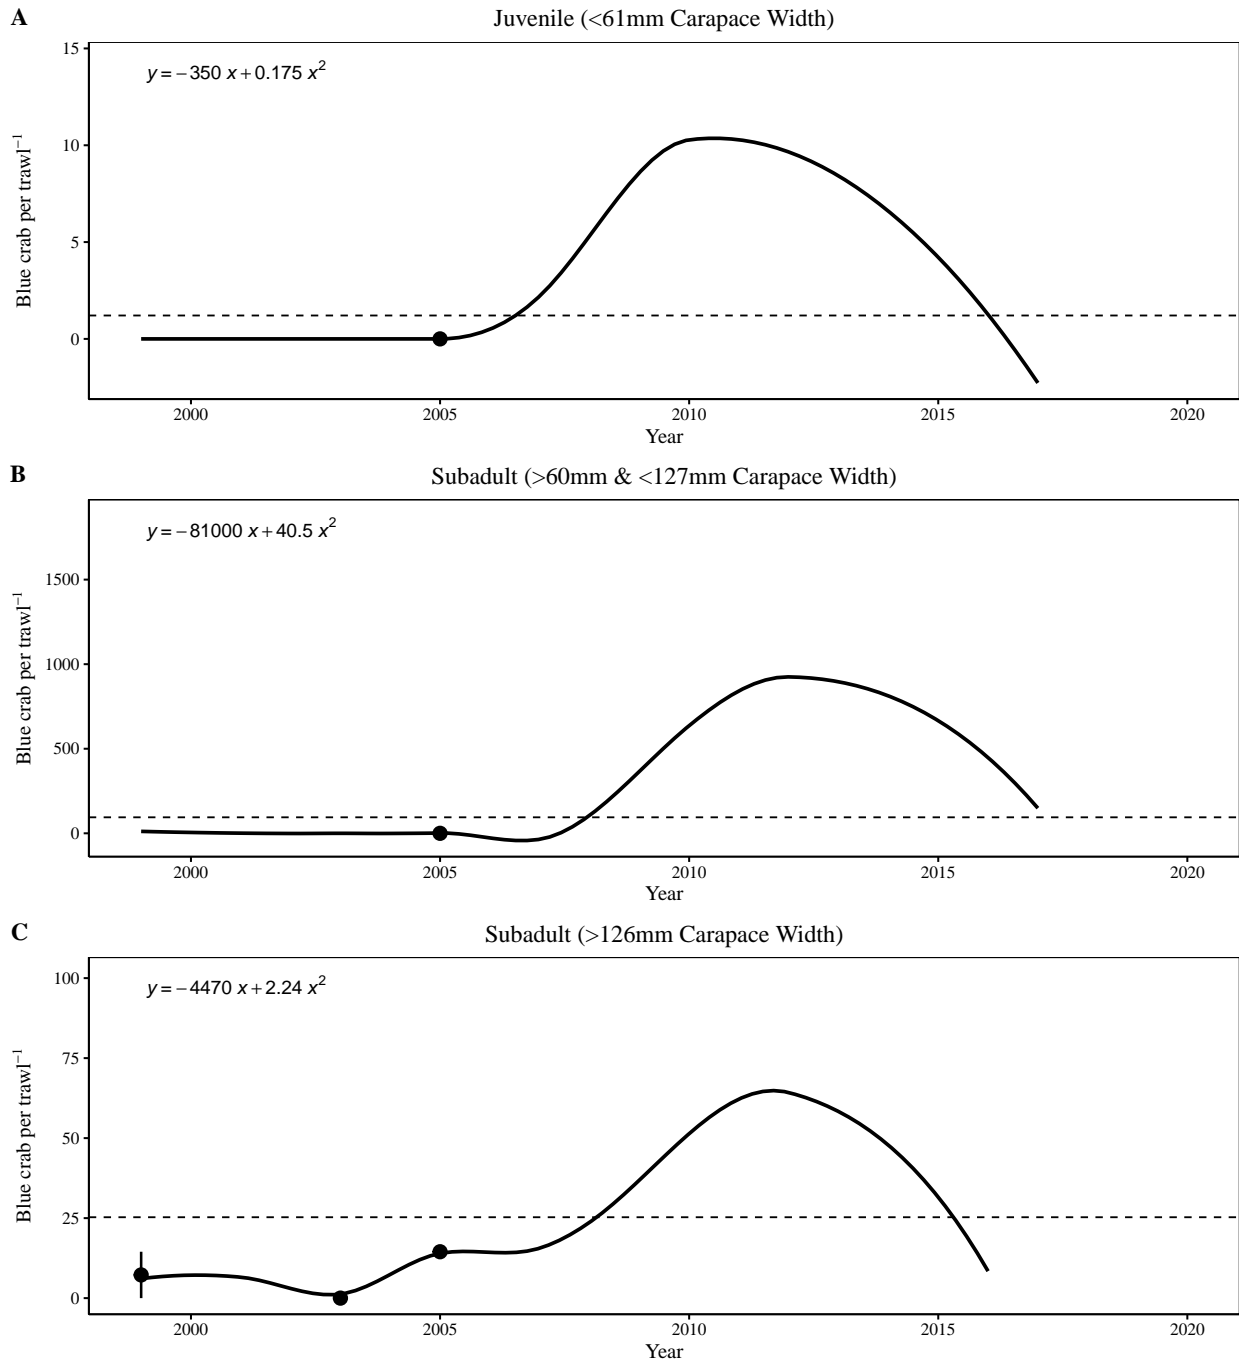 A
Juvenile (<61mm Carapace Width)
y = −350 x + 0.175 x²
15
10
5
0
Blue crab per trawl⁻¹
2000 2005 2010 2015 2020
Year
B
Subadult (>60mm & <127mm Carapace Width)
y = −81000 x + 40.5 x²
1500
1000
500
0
Blue crab per trawl⁻¹
2000 2005 2010 2015 2020
Year
C
Subadult (>126mm Carapace Width)
y = −4470 x + 2.24 x²
100
75
50
25
0
Blue crab per trawl⁻¹
2000 2005 2010 2015 2020
Year